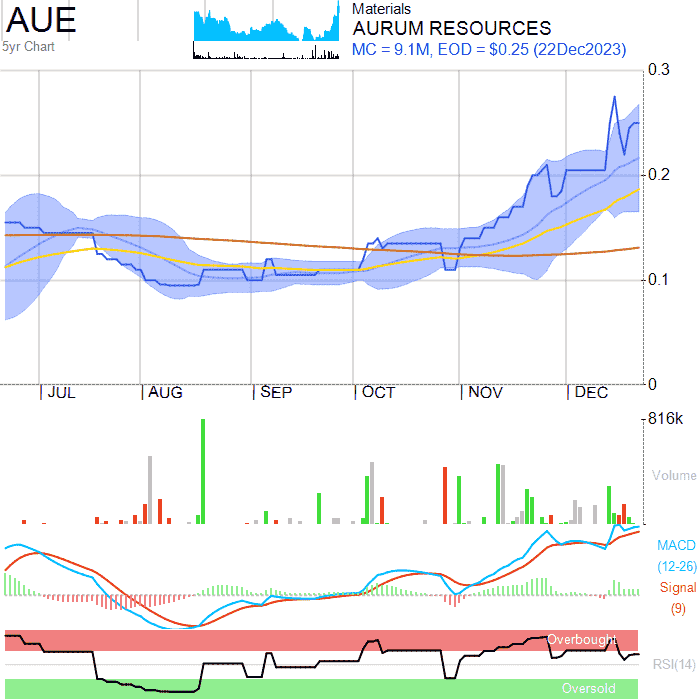 AUE
5yr Chart
Materials
AURUM RESOURCES
MC = 9.1M, EOD = $0.25 (22Dec2023)
0.3
0.2
0.1
0
JUL
AUG
SEP
OCT
NOV
DEC
816k
Volume
MACD
(12-26)
Signal
(9)
Overbought
RSI(14)
Oversold